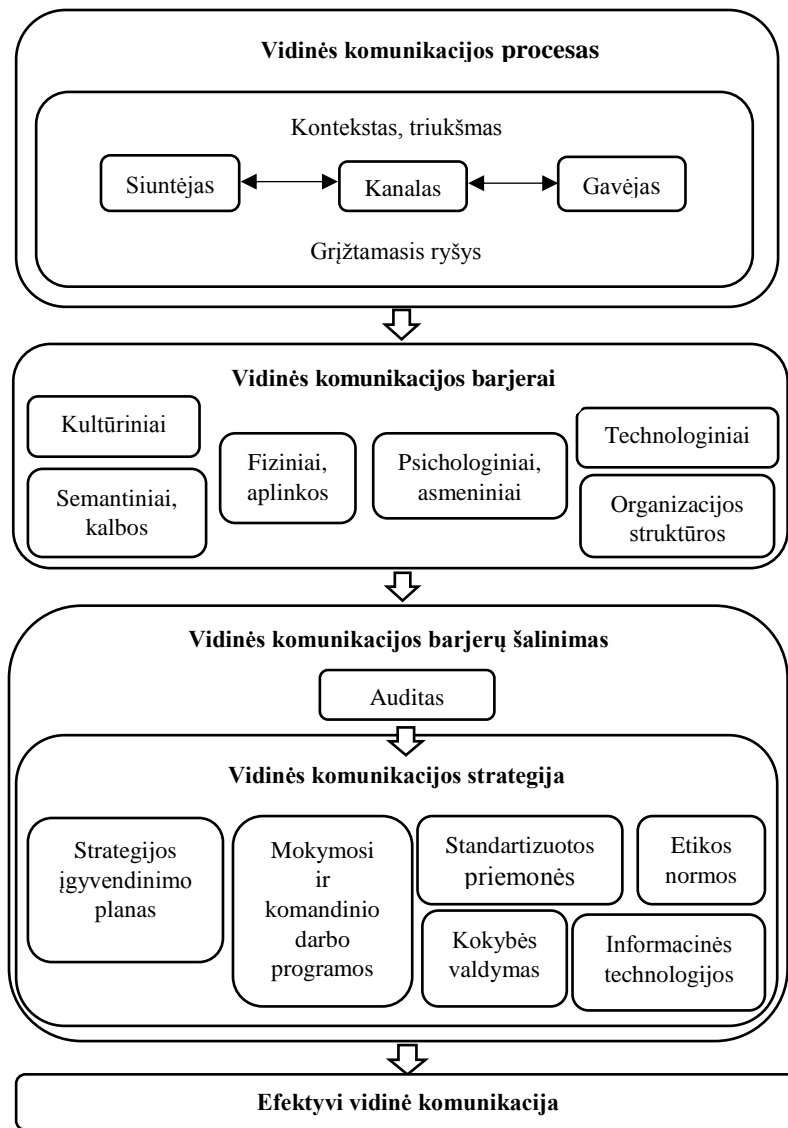 Vidinės komunikacijos procesas
Kontekstas, triukšmas
Siuntėjas
Kanalas
Gavėjas
Grįžtamasis ryšys
Vidinės komunikacijos barjerai
Kultūriniai
Semantiniai,
kalbos
Fiziniai,
aplinkos
Psichologiniai,
asmeniniai
Technologiniai
Organizacijos
struktūros
Vidinės komunikacijos barjerų šalinimas
Auditas
Vidinės komunikacijos strategija
Strategijos
įgyvendinimo
planas
Mokymosi
ir
komandinio
darbo
programos
Standartizuotos
priemonės
Kokybės
valdymas
Etikos
normos
Informacinės
technologijos
Efektyvi vidinė komunikacija